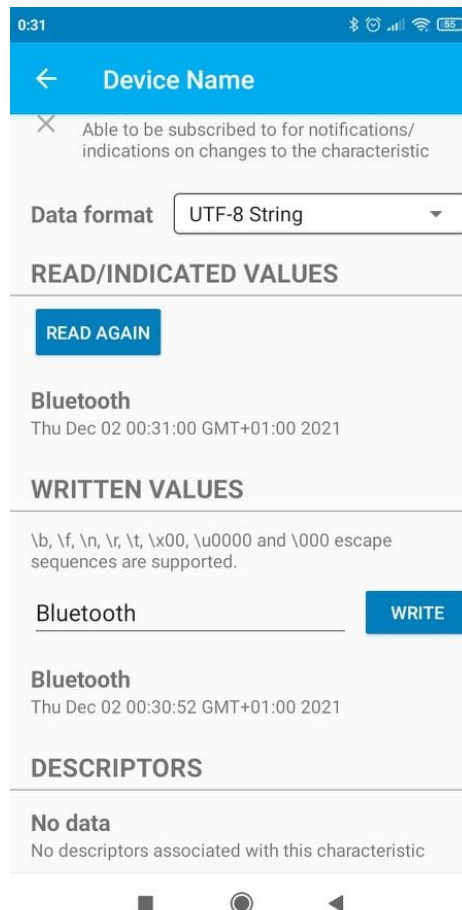 0:31
55
Device Name
Able to be subscribed to for notifications/
indications on changes to the characteristic
Data format UTF-8 String
READ/INDICATED VALUES
READ AGAIN
Bluetooth
Thu Dec 02 00:31:00 GMT+01:00 2021
WRITTEN VALUES
\b, \f, \n, \r, \t, \x00, \u0000 and \000 escape
sequences are supported.
Bluetooth WRITE
Bluetooth
Thu Dec 02 00:30:52 GMT+01:00 2021
DESCRIPTORS
No data
No descriptors associated with this characteristic